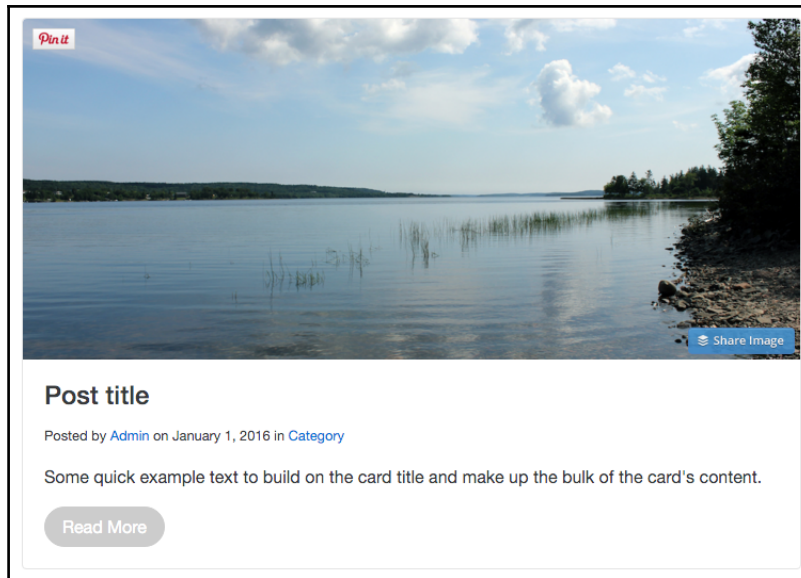 Pin it
Share Image
Post title
Posted by Admin on January 1, 2016 in Category
Some quick example text to build on the card title and make up the bulk of the card's content.
Read More